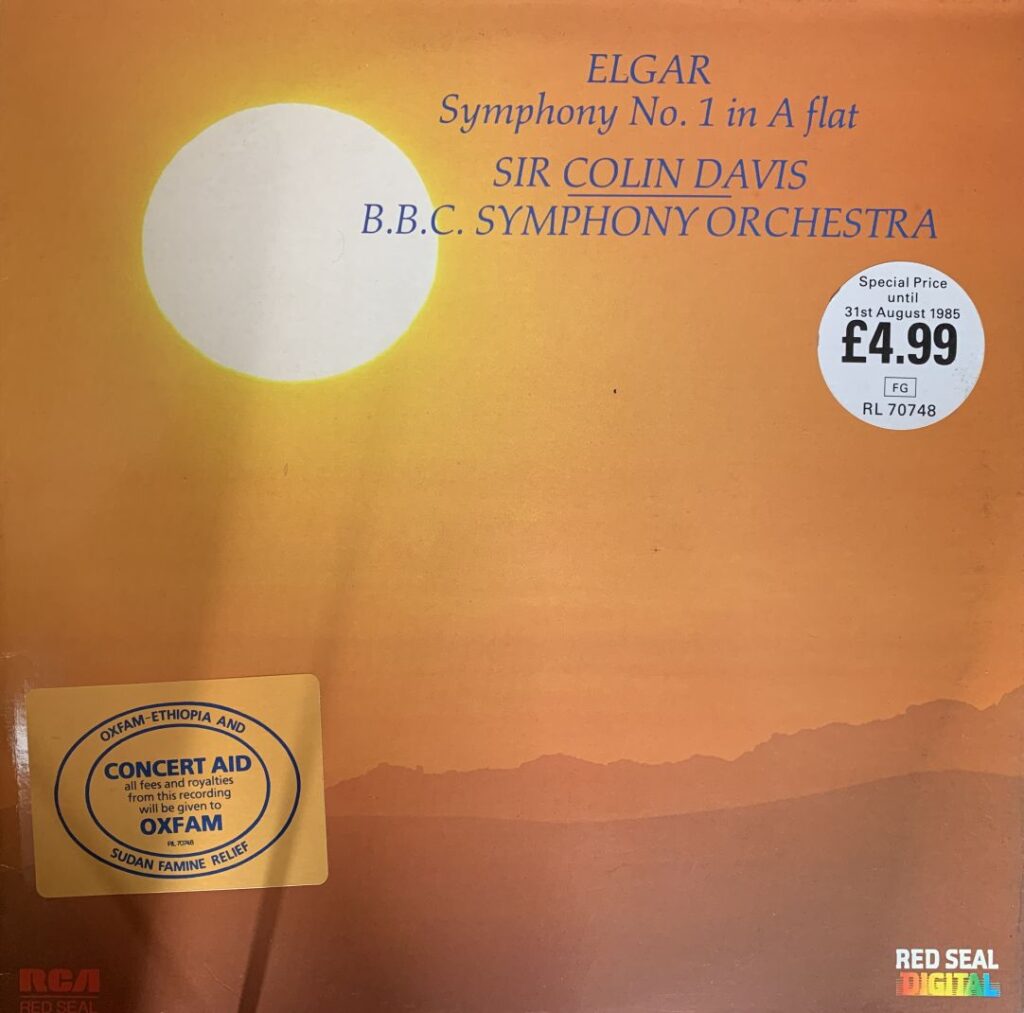 ELGAR
Symphony No. 1 in A flat
SIR COLIN DAVIS
B.B.C. SYMPHONY ORCHESTRA
Special Price
until
31st August 1985
£4.99
FG
RL 70748
OXFAM-ETHIOPIA AND
CONCERT AID
all fees and royalties
from this recording
will be given to
OXFAM
RL 70748
SUDAN FAMINE RELIEF
RCA
RED SEAL
RED SEAL
DIGITAL